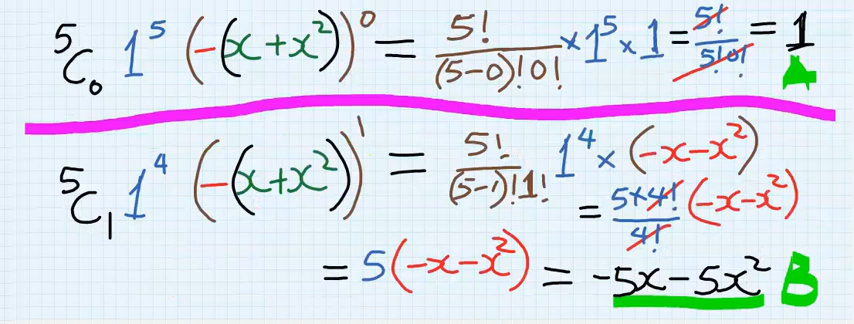 ⁵C₀ 1⁵ (-(x+x²))⁰ = 5!/((5-0)!0!) × 1⁵ × 1 = 5!/(5!0!) = 1
A
⁵C₁ 1⁴ (-(x+x²))¹ = 5!/((5-1)!1!) 1⁴ × (-x-x²)
= (5×4!)/4! (-x-x²)
= 5(-x-x²) = -5x-5x² B